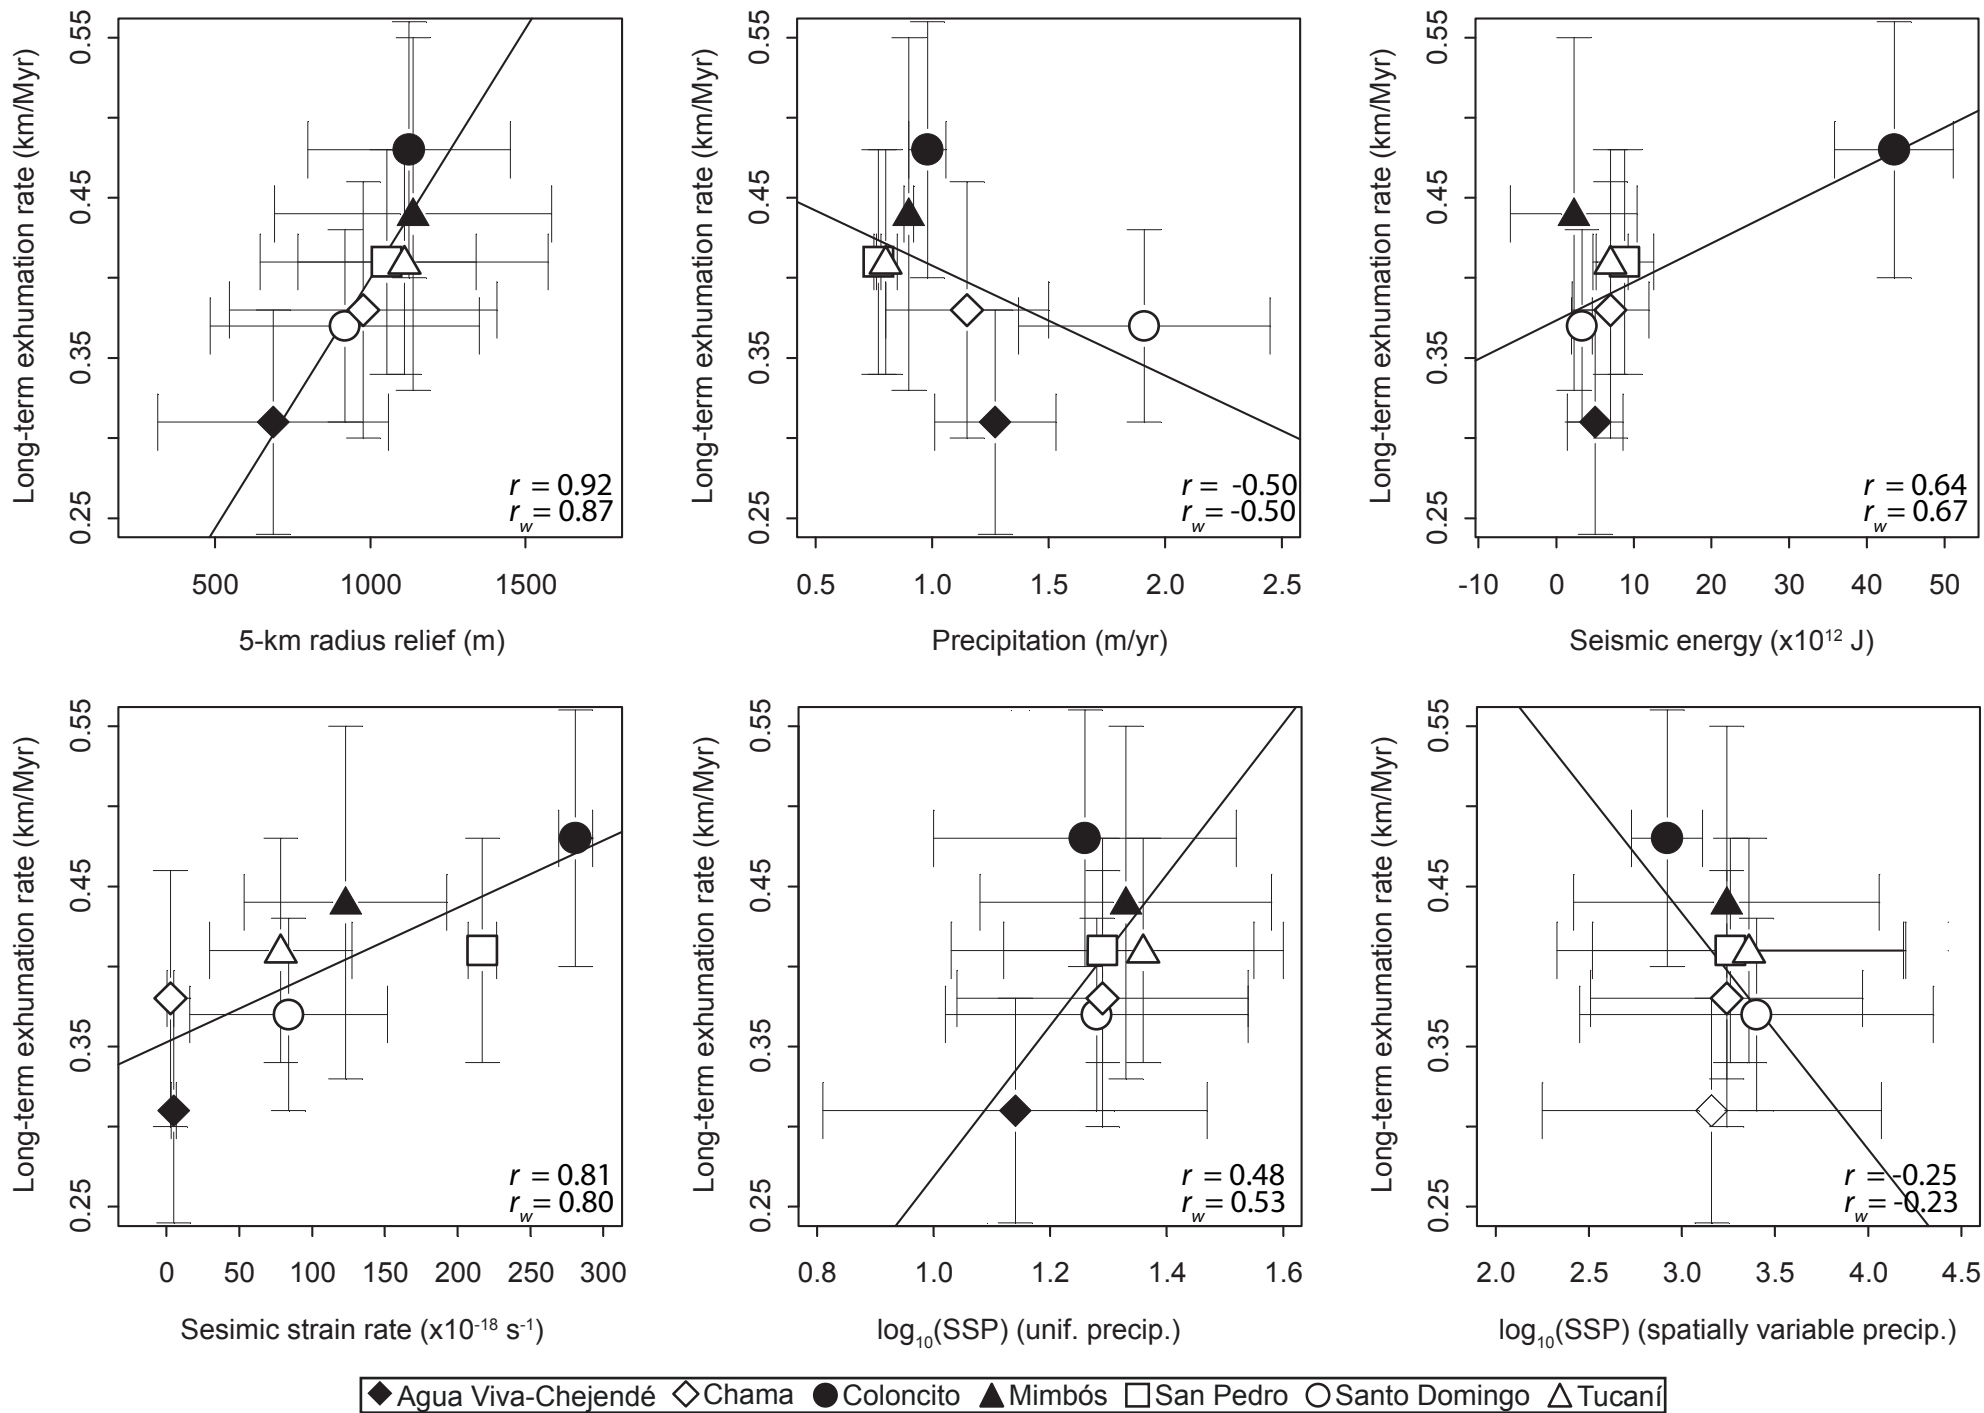 Long-term exhumation rate (km/Myr)
0.25 0.35 0.45 0.55
r = 0.92
r_w = 0.87
500 1000 1500
5-km radius relief (m)
Long-term exhumation rate (km/Myr)
0.25 0.35 0.45 0.55
r = -0.50
r_w = -0.50
0.5 1.0 1.5 2.0 2.5
Precipitation (m/yr)
Long-term exhumation rate (km/Myr)
0.25 0.35 0.45 0.55
r = 0.64
r_w = 0.67
-10 0 10 20 30 40 50
Seismic energy (x10¹² J)
Long-term exhumation rate (km/Myr)
0.25 0.35 0.45 0.55
r = 0.81
r_w = 0.80
0 50 100 150 200 250 300
Sesimic strain rate (x10⁻¹⁸ s⁻¹)
Long-term exhumation rate (km/Myr)
0.25 0.35 0.45 0.55
r = 0.48
r_w = 0.53
0.8 1.0 1.2 1.4 1.6
log₁₀(SSP) (unif. precip.)
Long-term exhumation rate (km/Myr)
0.25 0.35 0.45 0.55
r = -0.25
r_w = -0.23
2.0 2.5 3.0 3.5 4.0 4.5
log₁₀(SSP) (spatially variable precip.)
Agua Viva-Chejendé Chama Coloncito Mimbós San Pedro Santo Domingo Tucaní